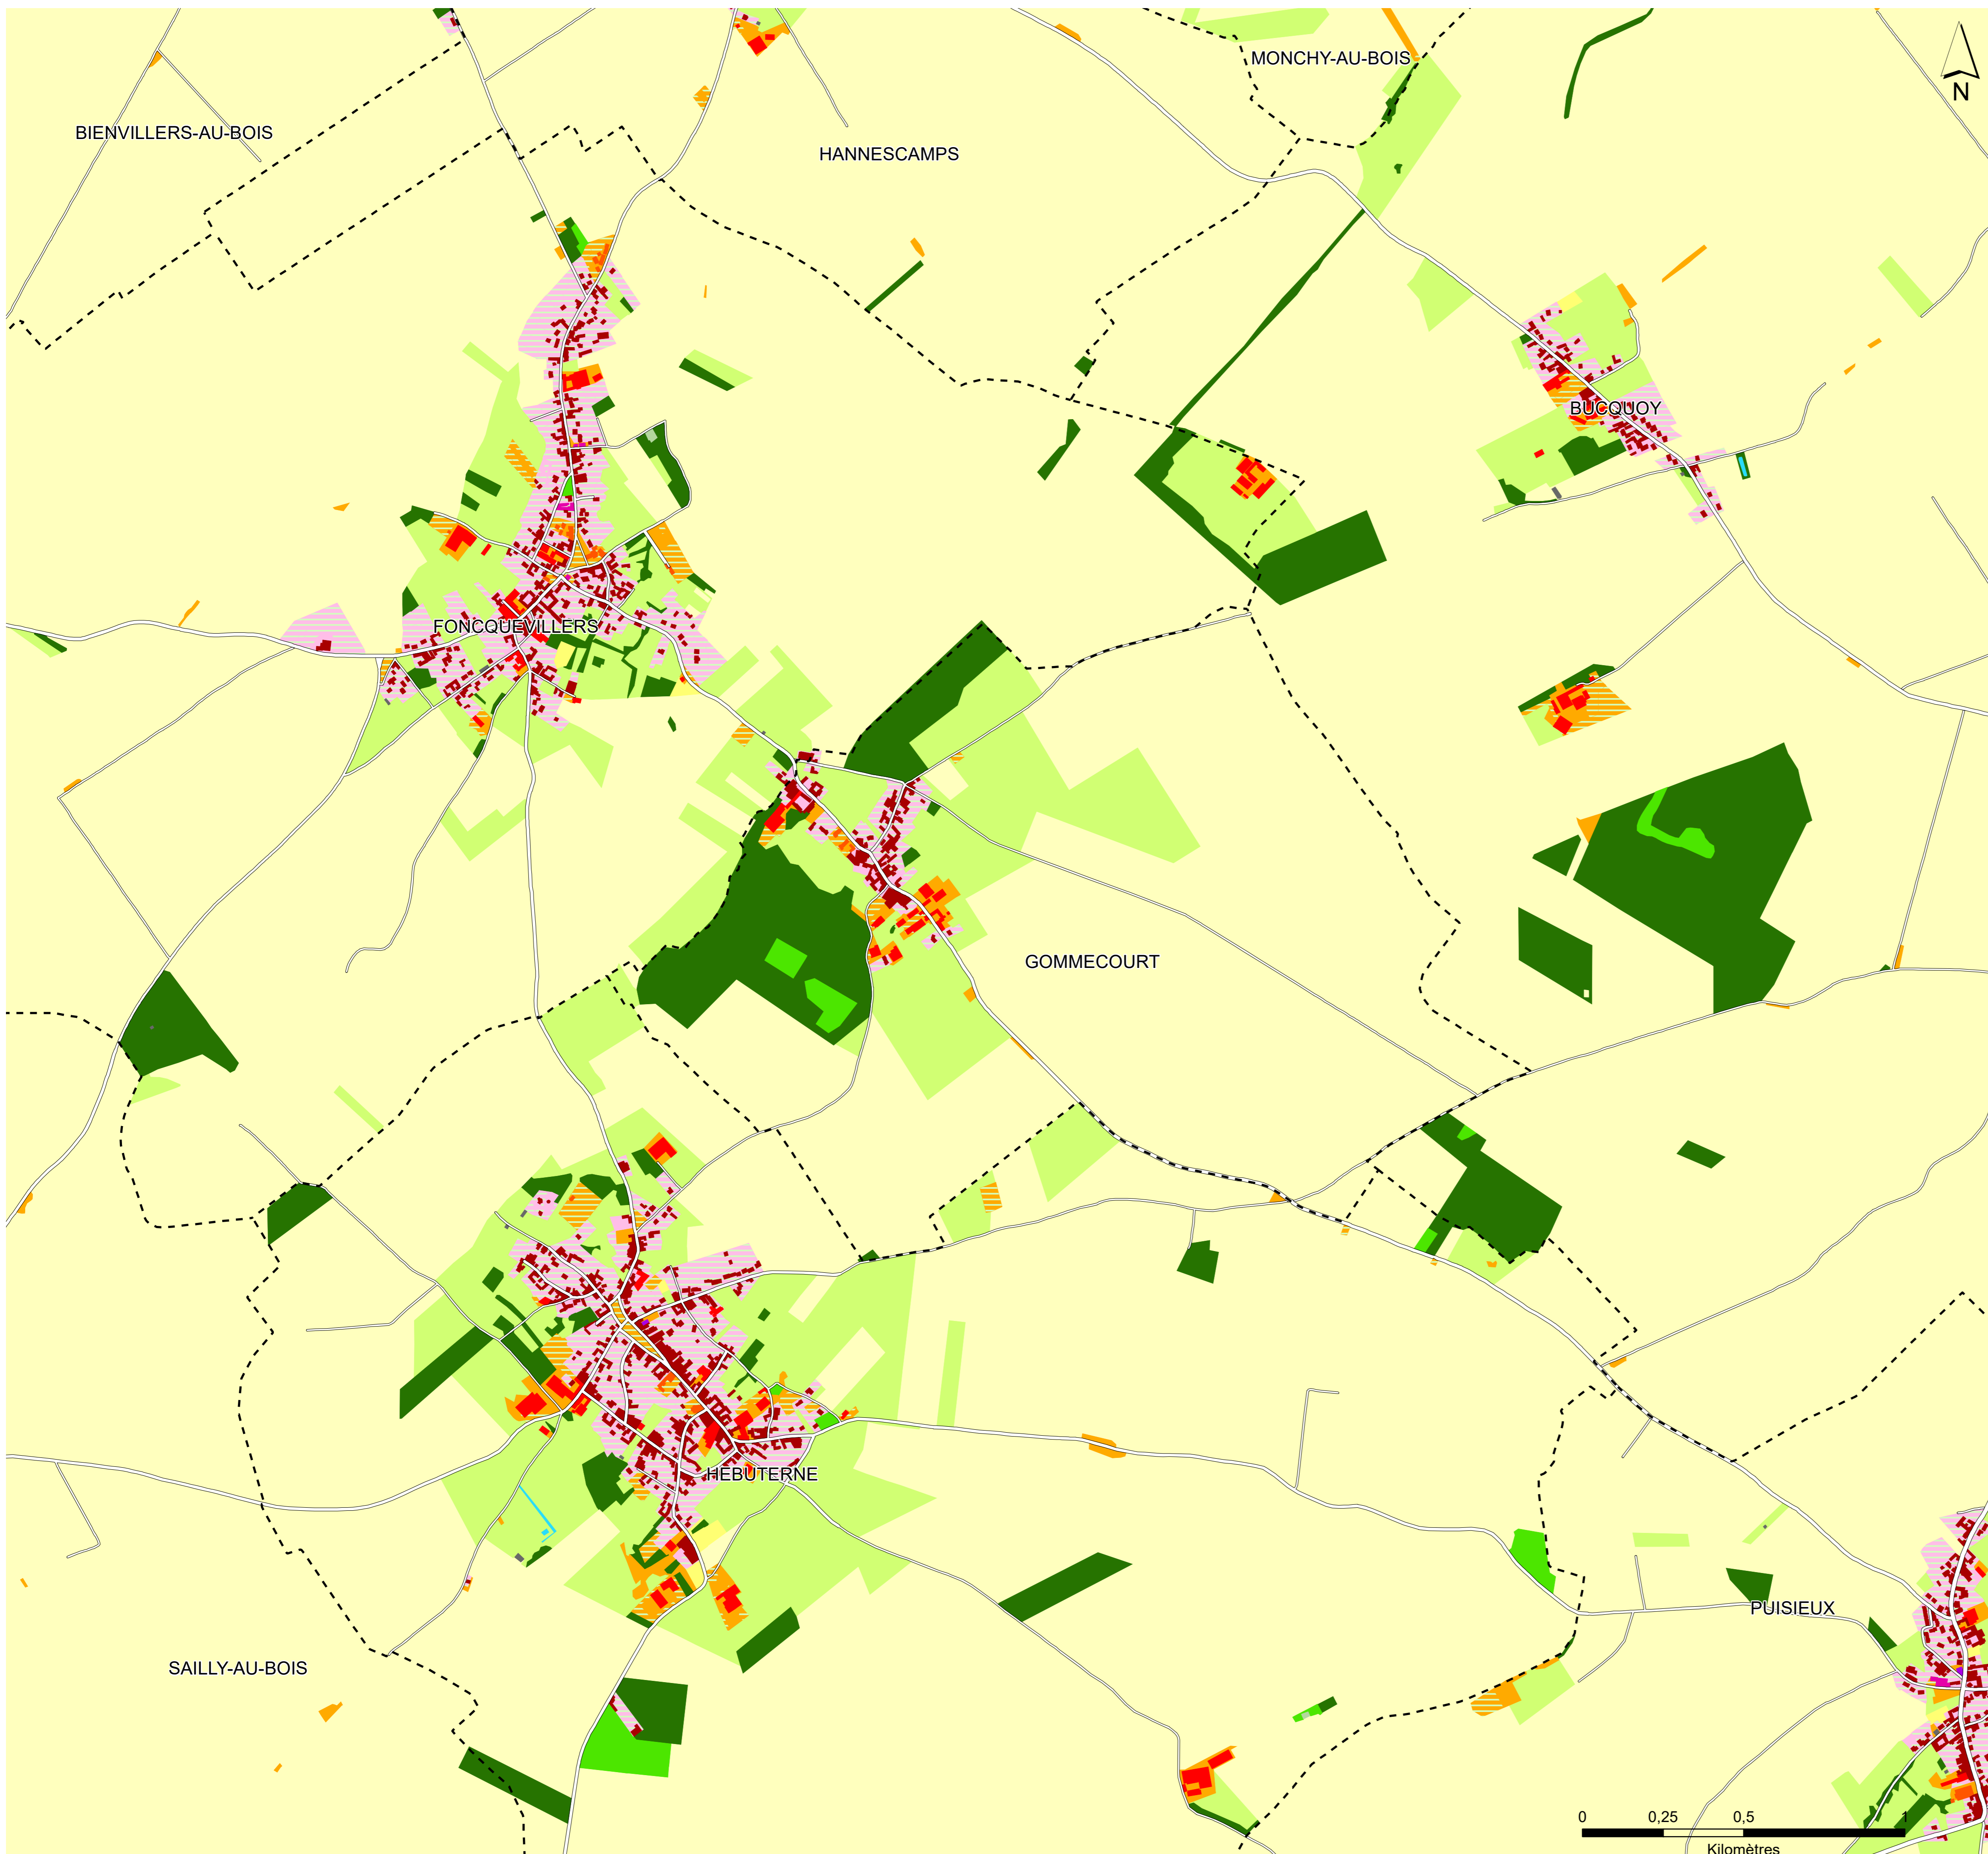 MONCHY-AU-BOIS
N
BIENVILLERS-AU-BOIS
HANNESCAMPS
BUCQUOY
FONCQUEVILLERS
GOMMECOURT
HEBUTERNE
PUISIEUX
SAILLY-AU-BOIS
0 0,25 0,5 1
Kilomètres